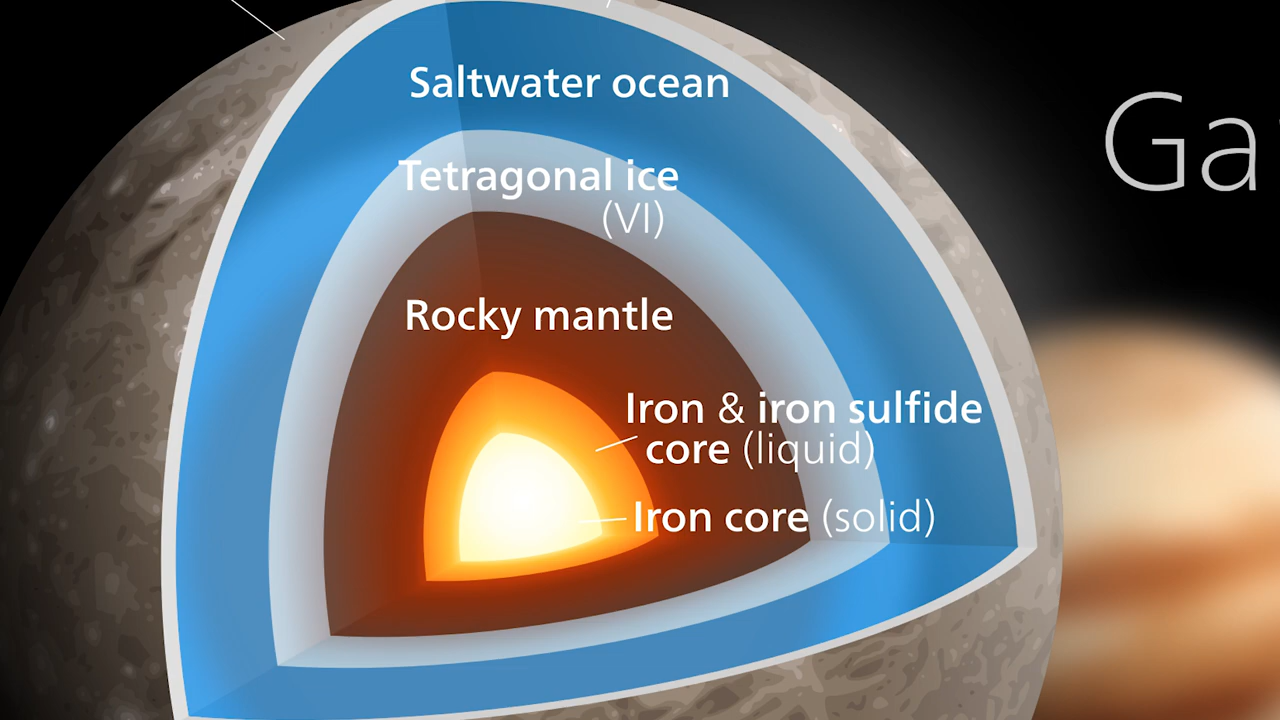 Saltwater ocean
Ga
Tetragonal ice
(VI)
Rocky mantle
Iron & iron sulfide
core (liquid)
Iron core (solid)